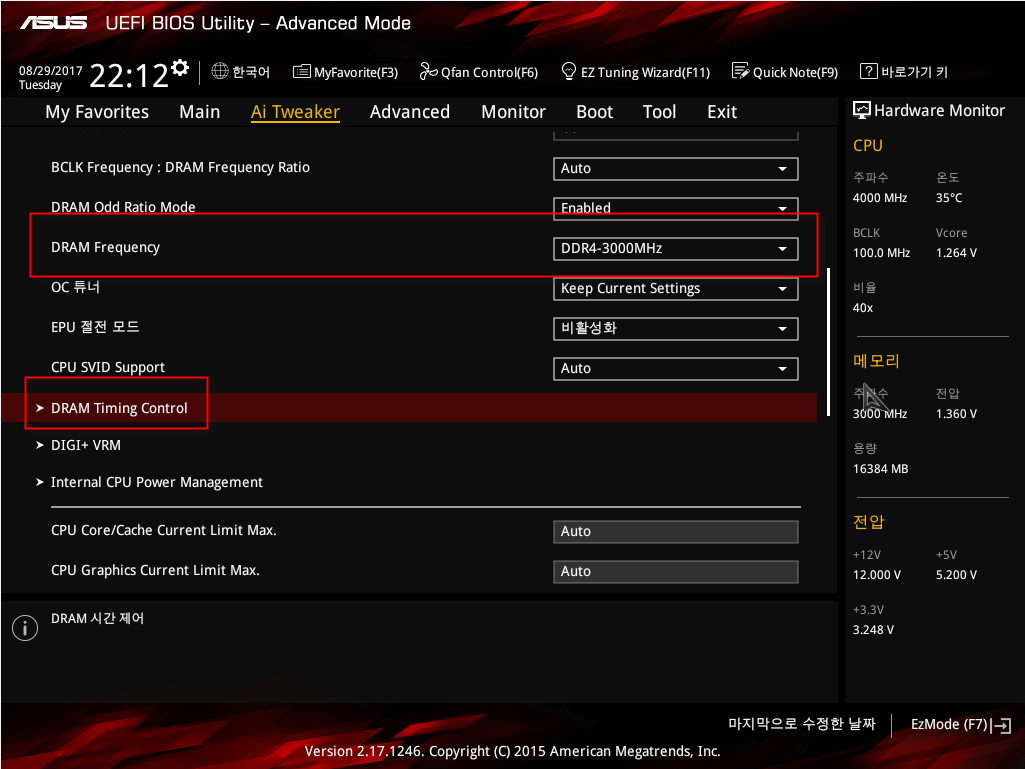 ASUS UEFI BIOS Utility – Advanced Mode
08/29/2017
Tuesday
22:12
한국어 MyFavorite(F3) Qfan Control(F6) EZ Tuning Wizard(F11) Quick Note(F9) ? 바로가기 키
My Favorites Main Ai Tweaker Advanced Monitor Boot Tool Exit
BCLK Frequency : DRAM Frequency Ratio Auto
DRAM Odd Ratio Mode Enabled
DRAM Frequency DDR4-3000MHz
OC 튜너 Keep Current Settings
EPU 절전 모드 비활성화
CPU SVID Support Auto
DRAM Timing Control
DIGI+ VRM
Internal CPU Power Management
CPU Core/Cache Current Limit Max. Auto
CPU Graphics Current Limit Max. Auto
DRAM 시간 제어
Hardware Monitor
CPU
주파수 온도
4000 MHz 35°C
BCLK Vcore
100.0 MHz 1.264 V
비율
40x
메모리
주파수 전압
3000 MHz 1.360 V
용량
16384 MB
전압
+12V +5V
12.000 V 5.200 V
+3.3V
3.248 V
마지막으로 수정한 날짜 EzMode (F7)
Version 2.17.1246. Copyright (C) 2015 American Megatrends, Inc.